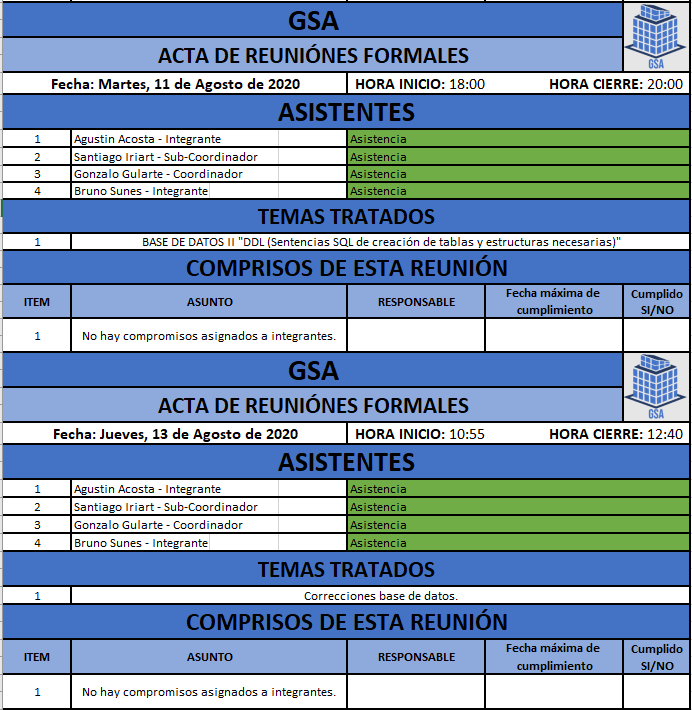 GSA
GSA
ACTA DE REUNIÓNES FORMALES
Fecha: Martes, 11 de Agosto de 2020 HORA INICIO: 18:00 HORA CIERRE: 20:00
ASISTENTES
1 Agustin Acosta - Integrante Asistencia
2 Santiago Iriart - Sub-Coordinador Asistencia
3 Gonzalo Gularte - Coordinador Asistencia
4 Bruno Sunes - Integrante Asistencia
TEMAS TRATADOS
1 BASE DE DATOS II "DDL (Sentencias SQL de creación de tablas y estructuras necesarias)"
COMPRISOS DE ESTA REUNIÓN
ITEM ASUNTO RESPONSABLE Fecha máxima de cumplimiento Cumplido SI/NO
1 No hay compromisos asignados a integrantes.
GSA
GSA
ACTA DE REUNIÓNES FORMALES
Fecha: Jueves, 13 de Agosto de 2020 HORA INICIO: 10:55 HORA CIERRE: 12:40
ASISTENTES
1 Agustin Acosta - Integrante Asistencia
2 Santiago Iriart - Sub-Coordinador Asistencia
3 Gonzalo Gularte - Coordinador Asistencia
4 Bruno Sunes - Integrante Asistencia
TEMAS TRATADOS
1 Correcciones base de datos.
COMPRISOS DE ESTA REUNIÓN
ITEM ASUNTO RESPONSABLE Fecha máxima de cumplimiento Cumplido SI/NO
1 No hay compromisos asignados a integrantes.